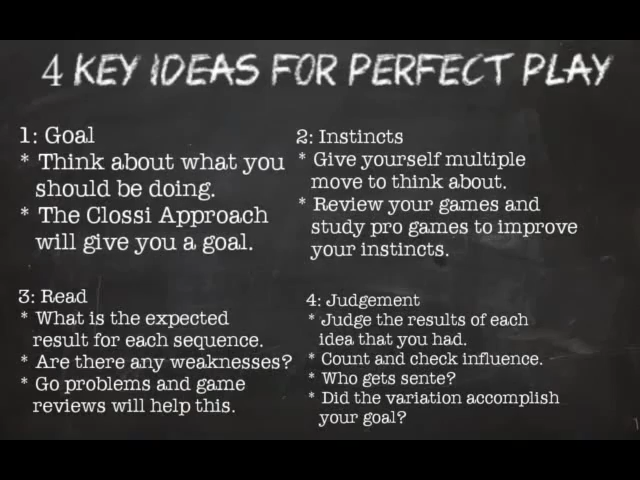 4 KEY IDEAS FOR PERFECT PLAY
1: Goal
* Think about what you
should be doing.
* The Clossi Approach
will give you a goal.
2: Instincts
* Give yourself multiple
move to think about.
* Review your games and
study pro games to improve
your instincts.
3: Read
* What is the expected
result for each sequence.
* Are there any weaknesses?
* Go problems and game
reviews will help this.
4: Judgement
* Judge the results of each
idea that you had.
* Count and check influence.
* Who gets sente?
* Did the variation accomplish
your goal?